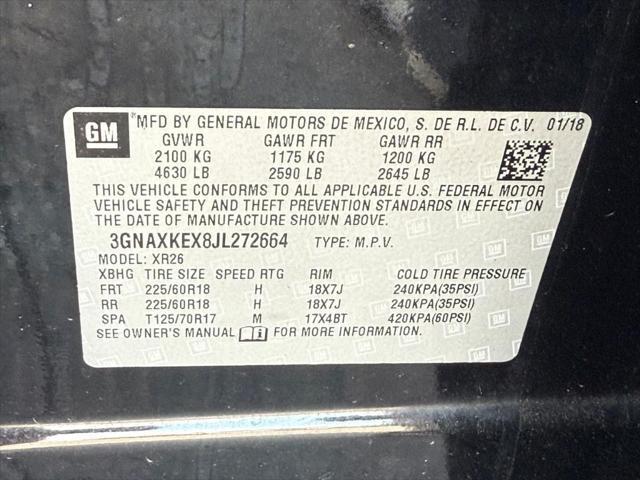 GM
MFD BY GENERAL MOTORS DE MEXICO, S. DE R.L. DE C.V. 01/18
GVWR GAWR FRT GAWR RR
2100 KG 1175 KG 1200 KG
4630 LB 2590 LB 2645 LB
THIS VEHICLE CONFORMS TO ALL APPLICABLE U.S. FEDERAL MOTOR
VEHICLE SAFETY AND THEFT PREVENTION STANDARDS IN EFFECT ON
THE DATE OF MANUFACTURE SHOWN ABOVE.
3GNAXKEX8JL272664 TYPE: M.P.V.
MODEL: XR26
XBHG TIRE SIZE SPEED RTG RIM COLD TIRE PRESSURE
FRT 225/60R18 H 18X7J 240KPA(35PSI)
RR 225/60R18 H 18X7J 240KPA(35PSI)
SPA T125/70R17 M 17X4BT 420KPA(60PSI)
SEE OWNER'S MANUAL FOR MORE INFORMATION.